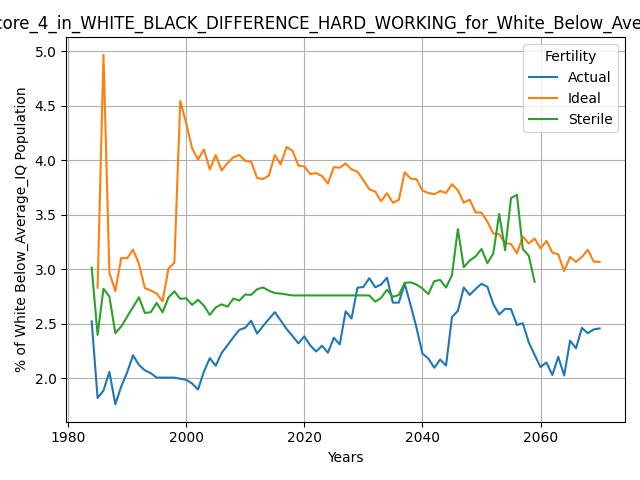 core_4_in_WHITE_BLACK_DIFFERENCE_HARD_WORKING_for_White_Below_Ave
Fertility
Actual
Ideal
Sterile
% of White Below_Average_IQ Population
5.0
4.5
4.0
3.5
3.0
2.5
2.0
1980
2000
2020
2040
2060
Years